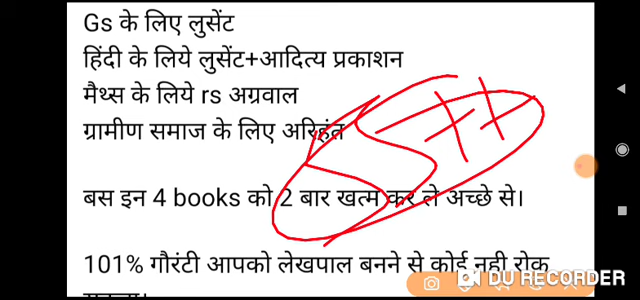 Gs के लिए लुसेंट
हिंदी के लिये लुसेंट+आदित्य प्रकाशन
मैथ्स के लिये rs अग्रवाल
ग्रामीण समाज के लिए अरिहंत
बस इन 4 books को 2 बार खत्म कर ले अच्छे से।
101% गौरंटी आपको लेखपाल बनने से कोई नही रोक
DU RECORDER